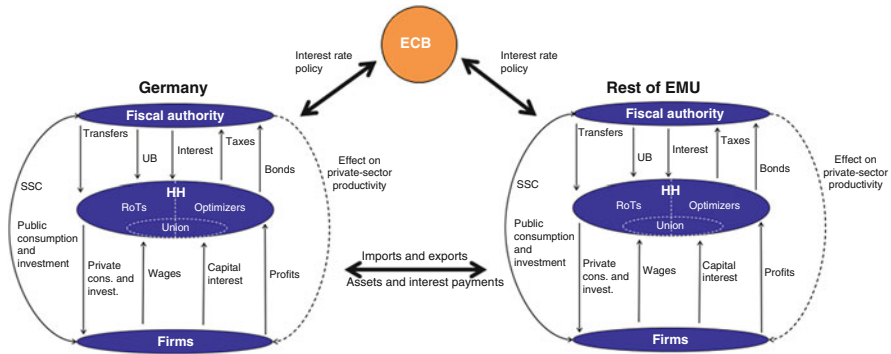 ECB
Interest rate
policy
Interest rate
policy
Germany
Fiscal authority
Transfers
UB
Interest
Taxes
Bonds
SSC
Effect on
private-sector
productivity
HH
RoTs
Optimizers
Union
Public
consumption
and
investment
Private
cons. and
invest.
Wages
Capital
interest
Profits
Firms
Imports and exports
Assets and interest payments
Rest of EMU
Fiscal authority
Transfers
UB
Interest
Taxes
Bonds
SSC
Effect on
private-sector
productivity
HH
RoTs
Optimizers
Union
Public
consumption
and
investment
Private
cons. and
invest.
Wages
Capital
interest
Profits
Firms